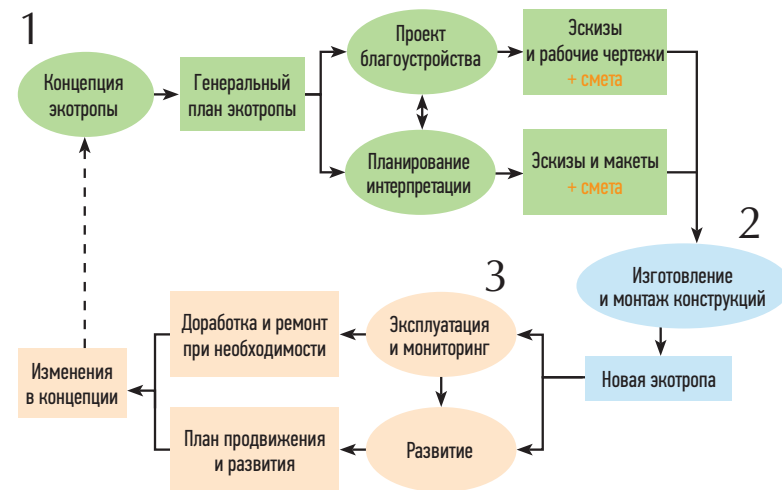 1
Концепция
экотропы
Генеральный
план экотропы
Проект
благоустройства
Эскизы
и рабочие чертежи
+ смета
Планирование
интерпретации
Эскизы и макеты
+ смета
2
Изготовление
и монтаж конструкций
Новая экотропа
3
Эксплуатация
и мониторинг
Развитие
Доработка и ремонт
при необходимости
План продвижения
и развития
Изменения
в концепции